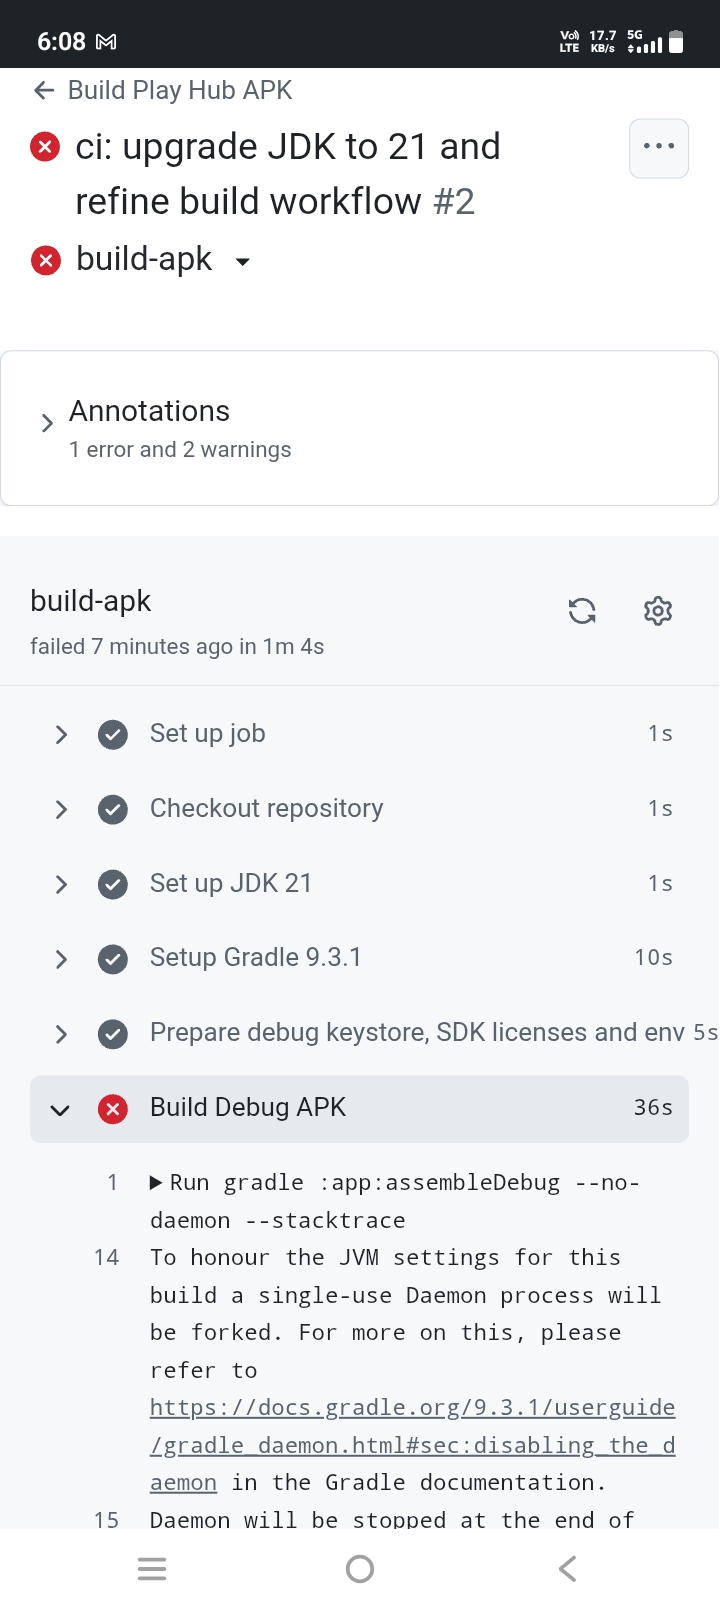 6:08
Vo) LTE 17.7 KB/s 5G
Build Play Hub APK
ci: upgrade JDK to 21 and
refine build workflow #2
build-apk
Annotations
1 error and 2 warnings
build-apk
failed 7 minutes ago in 1m 4s
Set up job 1s
Checkout repository 1s
Set up JDK 21 1s
Setup Gradle 9.3.1 10s
Prepare debug keystore, SDK licenses and env 5s
Build Debug APK 36s
1 Run gradle :app:assembleDebug --no-
daemon --stacktrace
14 To honour the JVM settings for this
build a single-use Daemon process will
be forked. For more on this, please
refer to
https://docs.gradle.org/9.3.1/userguide
/gradle_daemon.html#sec:disabling_the_d
aemon in the Gradle documentation.
15 Daemon will be stopped at the end of